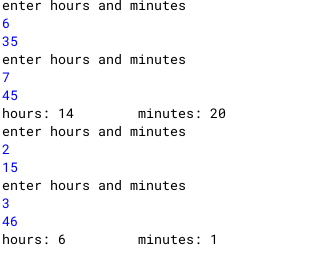 enter hours and minutes
6
35
enter hours and minutes
7
45
hours: 14        minutes: 20
enter hours and minutes
2
15
enter hours and minutes
3
46
hours: 6         minutes: 1